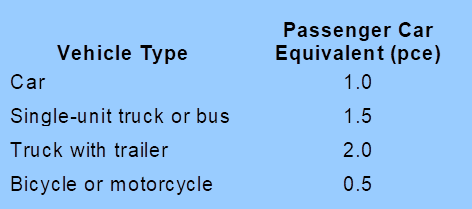 Passenger Car
Vehicle Type Equivalent (pce)
Car 1.0
Single-unit truck or bus 1.5
Truck with trailer 2.0
Bicycle or motorcycle 0.5